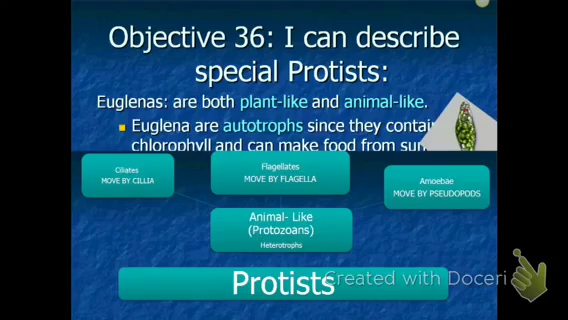 Objective 36: I can describe
special Protists:
Euglenas: are both plant-like and animal-like.
Euglena are autotrophs since they contai
chlorophyll and can make food from sun
Ciliates
MOVE BY CILLIA
Flagellates
MOVE BY FLAGELLA
Amoebae
MOVE BY PSEUDOPODS
Animal- Like
(Protozoans)
Heterotrophs
Protists
Created with Doceri